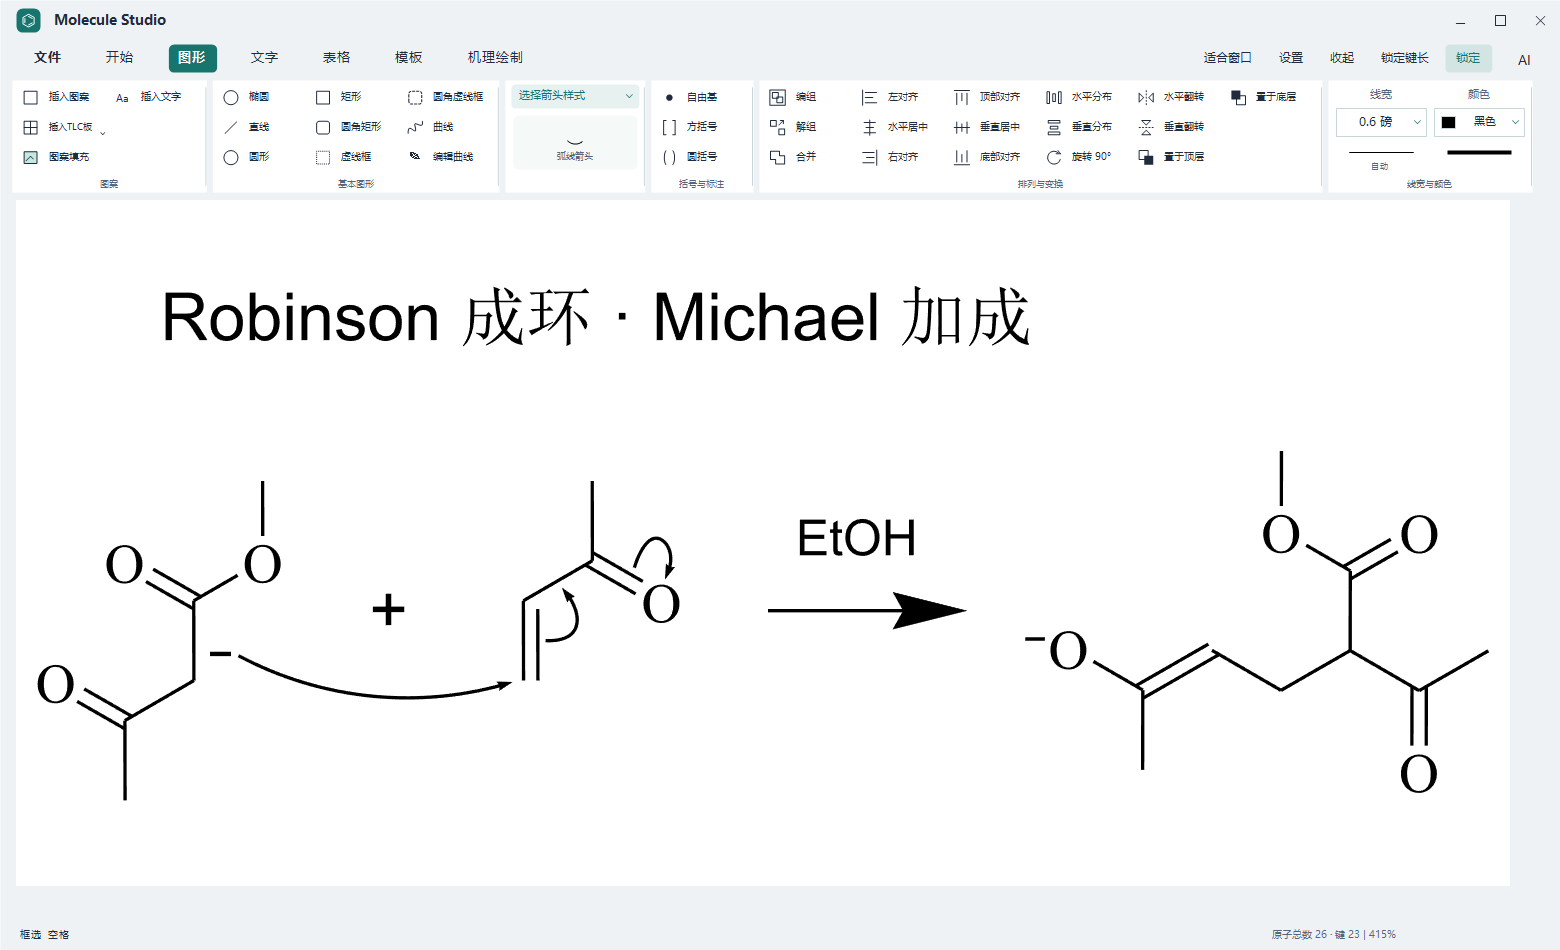 Molecule Studio
文件 开始 图形 文字 表格 模板 机理绘制 适合窗口 设置 收起 锁定键长 锁定 AI
插入图案 Aa 插入文字 椭圆 矩形 圆角虚线框 选择箭头样式 自由基 编组 左对齐 顶部对齐 水平分布 水平翻转 置于底层 线宽 颜色
插入TLC板 直线 圆角矩形 曲线 方括号 解组 水平居中 垂直居中 垂直分布 垂直翻转 0.6 磅 黑色
图案填充 圆形 虚线框 编辑曲线 弧线箭头 圆括号 合并 右对齐 底部对齐 旋转 90° 置于顶层 自动
图案 基本图形 括号与标注 排列与变换 线宽与颜色
Robinson 成环 · Michael 加成
EtOH
O O O O
+ O
− −O
O O
框选 空格 原子总数 26 · 键 23 | 415%